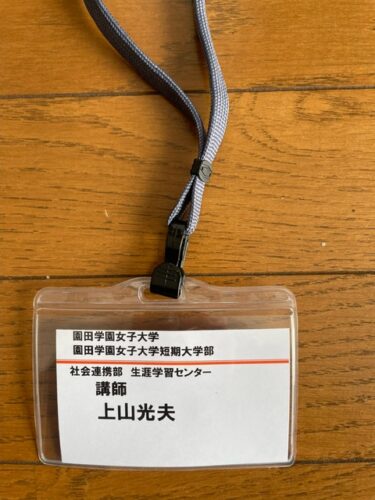 園田学園女子大学
園田学園女子大学短期大学部
社会連携部 生涯学習センター
講師
上山光夫